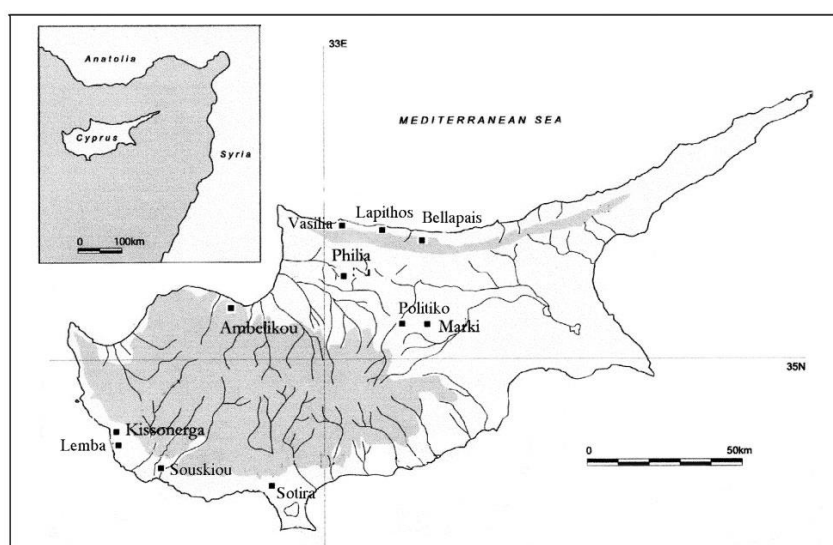 33E
Anatolia
Cyprus
Syria
0 100km
MEDITERRANEAN SEA
Vasilia
Lapithos
Bellapais
Philia
Ambelikou
Politiko
Marki
35N
Kissonerga
Lemba
Souskiou
Sotira
0 50km